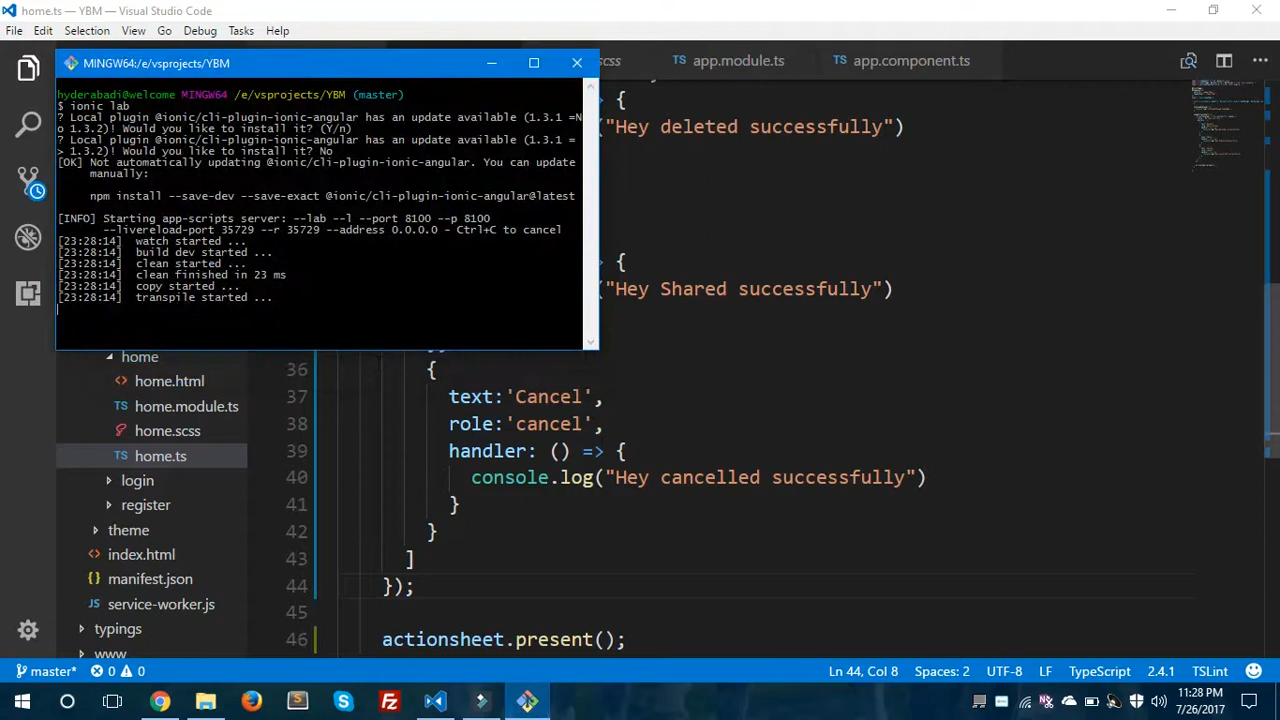 home.ts — YBM — Visual Studio Code
File Edit Selection View Go Debug Tasks Help
MINGW64:/e/vsprojects/YBM
hyderabadi@welcome MINGW64 /e/vsprojects/YBM (master)
$ ionic lab
? Local plugin @ionic/cli-plugin-ionic-angular has an update available (1.3.1 =N
o 1.3.2)! Would you like to install it? (Y/n)
? Local plugin @ionic/cli-plugin-ionic-angular has an update available (1.3.1 =
> 1.3.2)! Would you like to install it? No
[OK] Not automatically updating @ionic/cli-plugin-ionic-angular. You can update
manually:
npm install --save-dev --save-exact @ionic/cli-plugin-ionic-angular@latest
[INFO] Starting app-scripts server: --lab --l --port 8100 --p 8100
--livereload-port 35729 --r 35729 --address 0.0.0.0 - Ctrl+C to cancel
[23:28:14] watch started ...
[23:28:14] build dev started ...
[23:28:14] clean started ...
[23:28:14] clean finished in 23 ms
[23:28:14] copy started ...
[23:28:14] transpile started ...
scss TS app.module.ts TS app.component.ts
> {
("Hey deleted successfully")
> {
("Hey Shared successfully")
home
<> home.html
TS home.module.ts
home.scss
TS home.ts
login
register
theme
<> index.html
{} manifest.json
JS service-worker.js
typings
www
36 {
37 text:'Cancel',
38 role:'cancel',
39 handler: () => {
40 console.log("Hey cancelled successfully")
41 }
42 }
43 ]
44 });
45
46 actionsheet.present();
master* 0 0 Ln 44, Col 8 Spaces: 2 UTF-8 LF TypeScript 2.4.1 TSLint
11:28 PM
7/26/2017